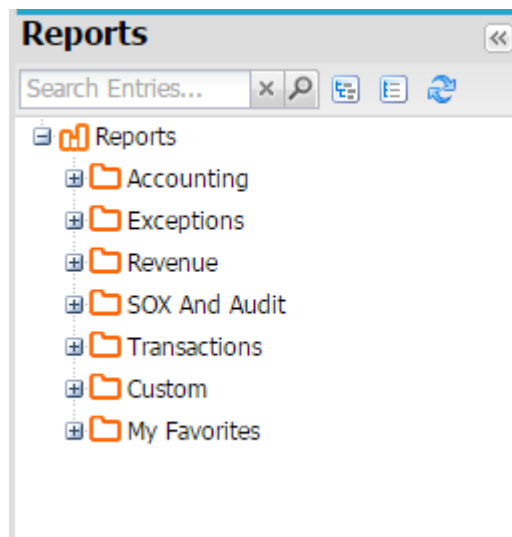 Reports
Search Entries...
Reports
Accounting
Exceptions
Revenue
SOX And Audit
Transactions
Custom
My Favorites